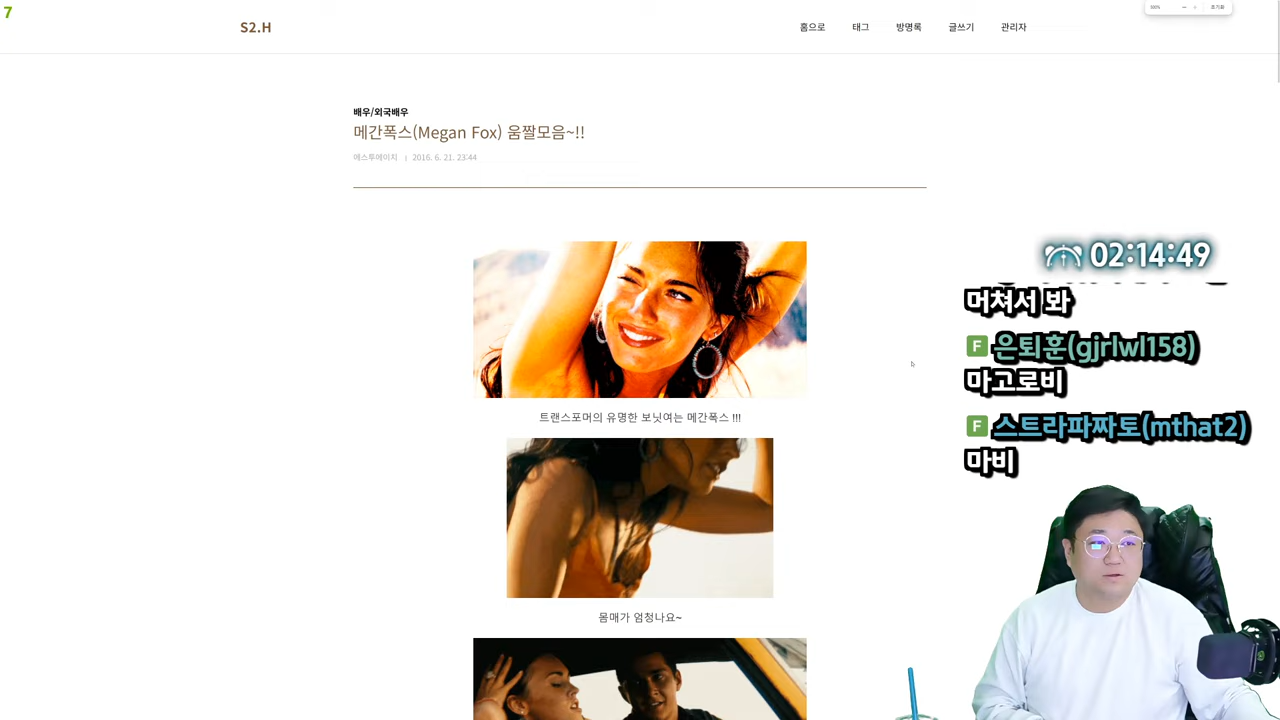 7
S2.H
홈으로
태그
방명록
글쓰기
관리자
500%
초기화
배우/외국배우
메간폭스(Megan Fox) 움짤모음~!!
에스투에이치 | 2016. 6. 21. 23:44
트랜스포머의 유명한 보닛여는 메간폭스 !!!
몸매가 엄청나요~
02:14:49
머쳐서 봐
F 은퇴훈(gjrlwl158)
마고로비
F 스트라파짜토(mthat2)
마비